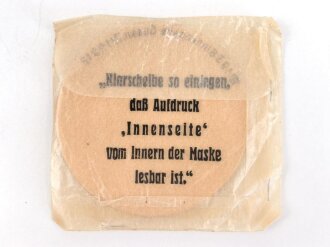 „Klarscheibe so einlegen,
daß Aufdruck
‚Innenseite‘
vom Innern der Maske
lesbar ist.“